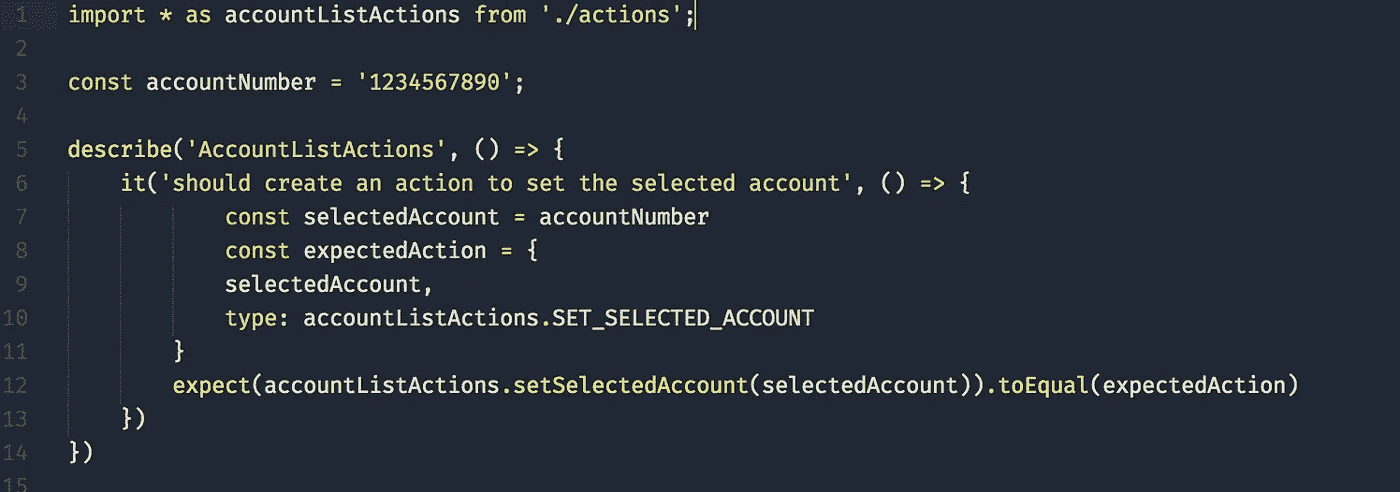 1 import * as accountListActions from './actions';
2
3 const accountNumber = '1234567890';
4
5 describe('AccountListActions', () => {
6     it('should create an action to set the selected account', () => {
7             const selectedAccount = accountNumber
8             const expectedAction = {
9             selectedAccount,
10             type: accountListActions.SET_SELECTED_ACCOUNT
11         }
12         expect(accountListActions.setSelectedAccount(selectedAccount)).toEqual(expectedAction)
13     })
14 })
15